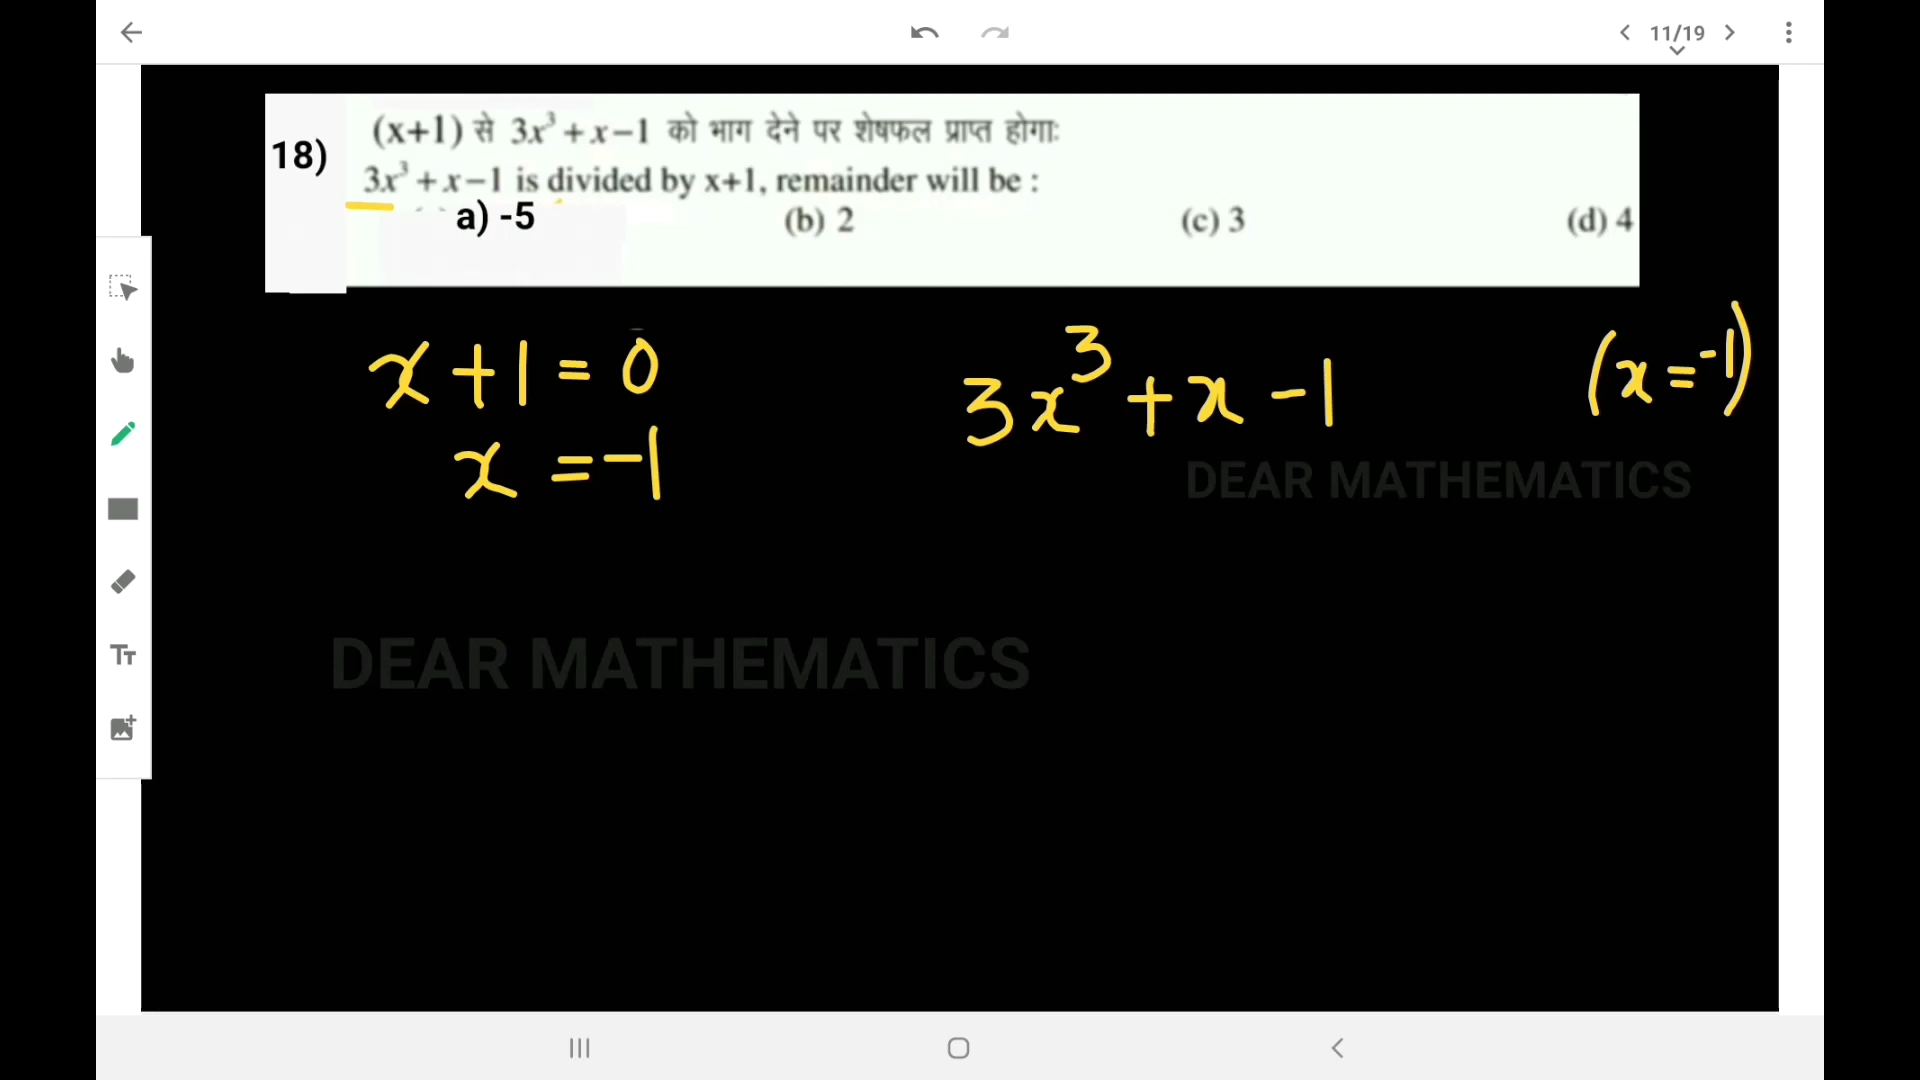 11/19
18)
(x+1) से 3x³+x−1 को भाग देने पर शेषफल प्राप्त होगाः
3x³+x−1 is divided by x+1, remainder will be :
a) -5 (b) 2 (c) 3 (d) 4
x+1=0 3x³+x-1 (x=-1)
x=-1
DEAR MATHEMATICS
DEAR MATHEMATICS
Tт